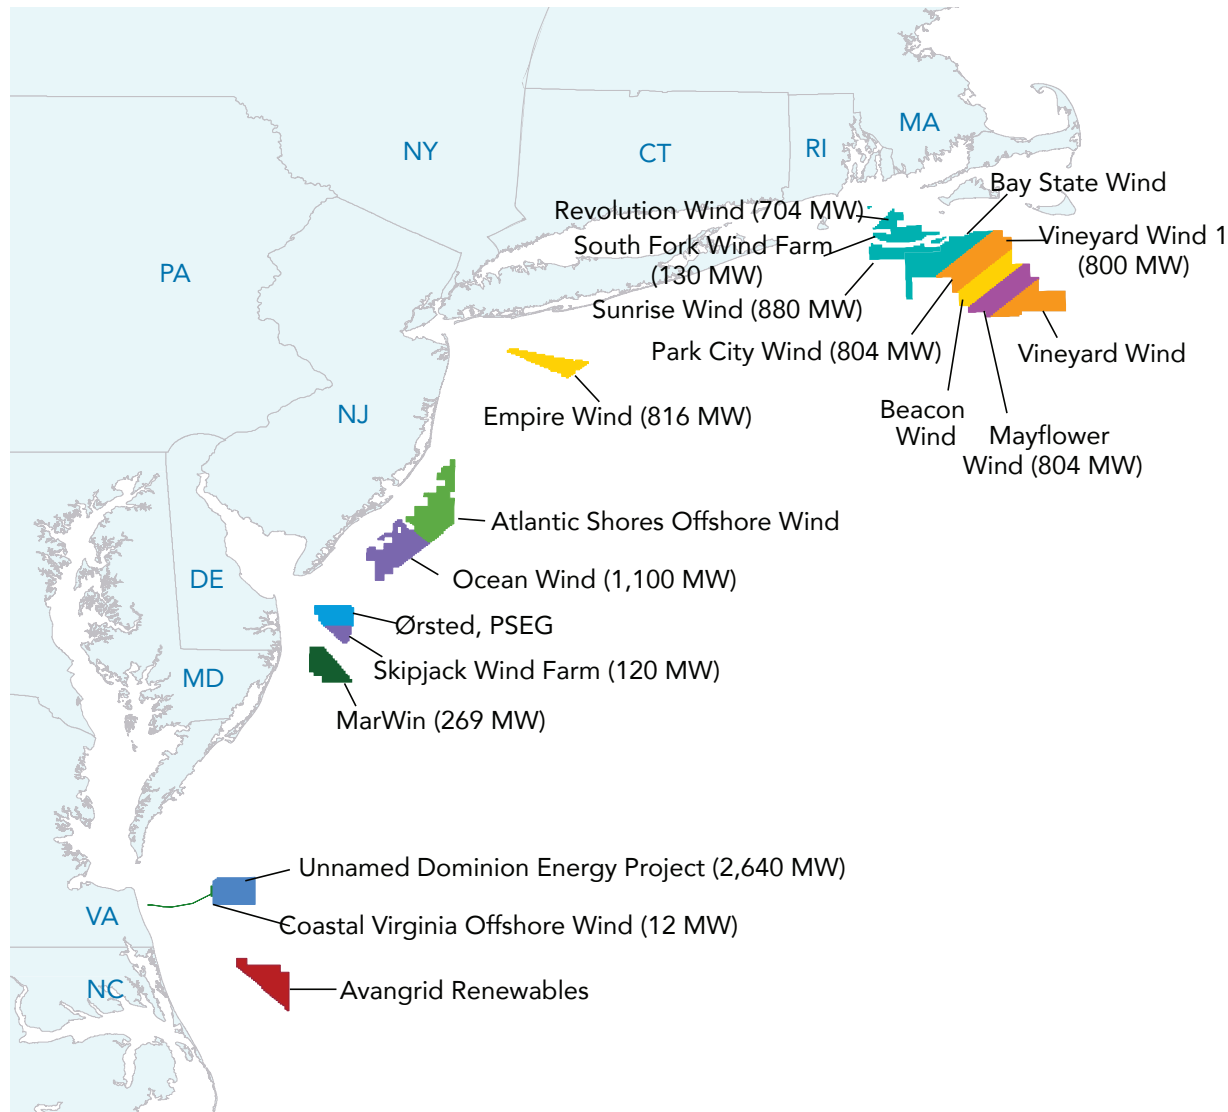 MA
NY
CT
RI
Bay State Wind
Revolution Wind (704 MW)
South Fork Wind Farm
(130 MW)
Vineyard Wind 1
(800 MW)
PA
Sunrise Wind (880 MW)
Park City Wind (804 MW)
Vineyard Wind
NJ
Empire Wind (816 MW)
Beacon
Wind
Mayflower
Wind (804 MW)
Atlantic Shores Offshore Wind
DE
Ocean Wind (1,100 MW)
Ørsted, PSEG
MD
Skipjack Wind Farm (120 MW)
MarWin (269 MW)
Unnamed Dominion Energy Project (2,640 MW)
VA
Coastal Virginia Offshore Wind (12 MW)
NC
Avangrid Renewables